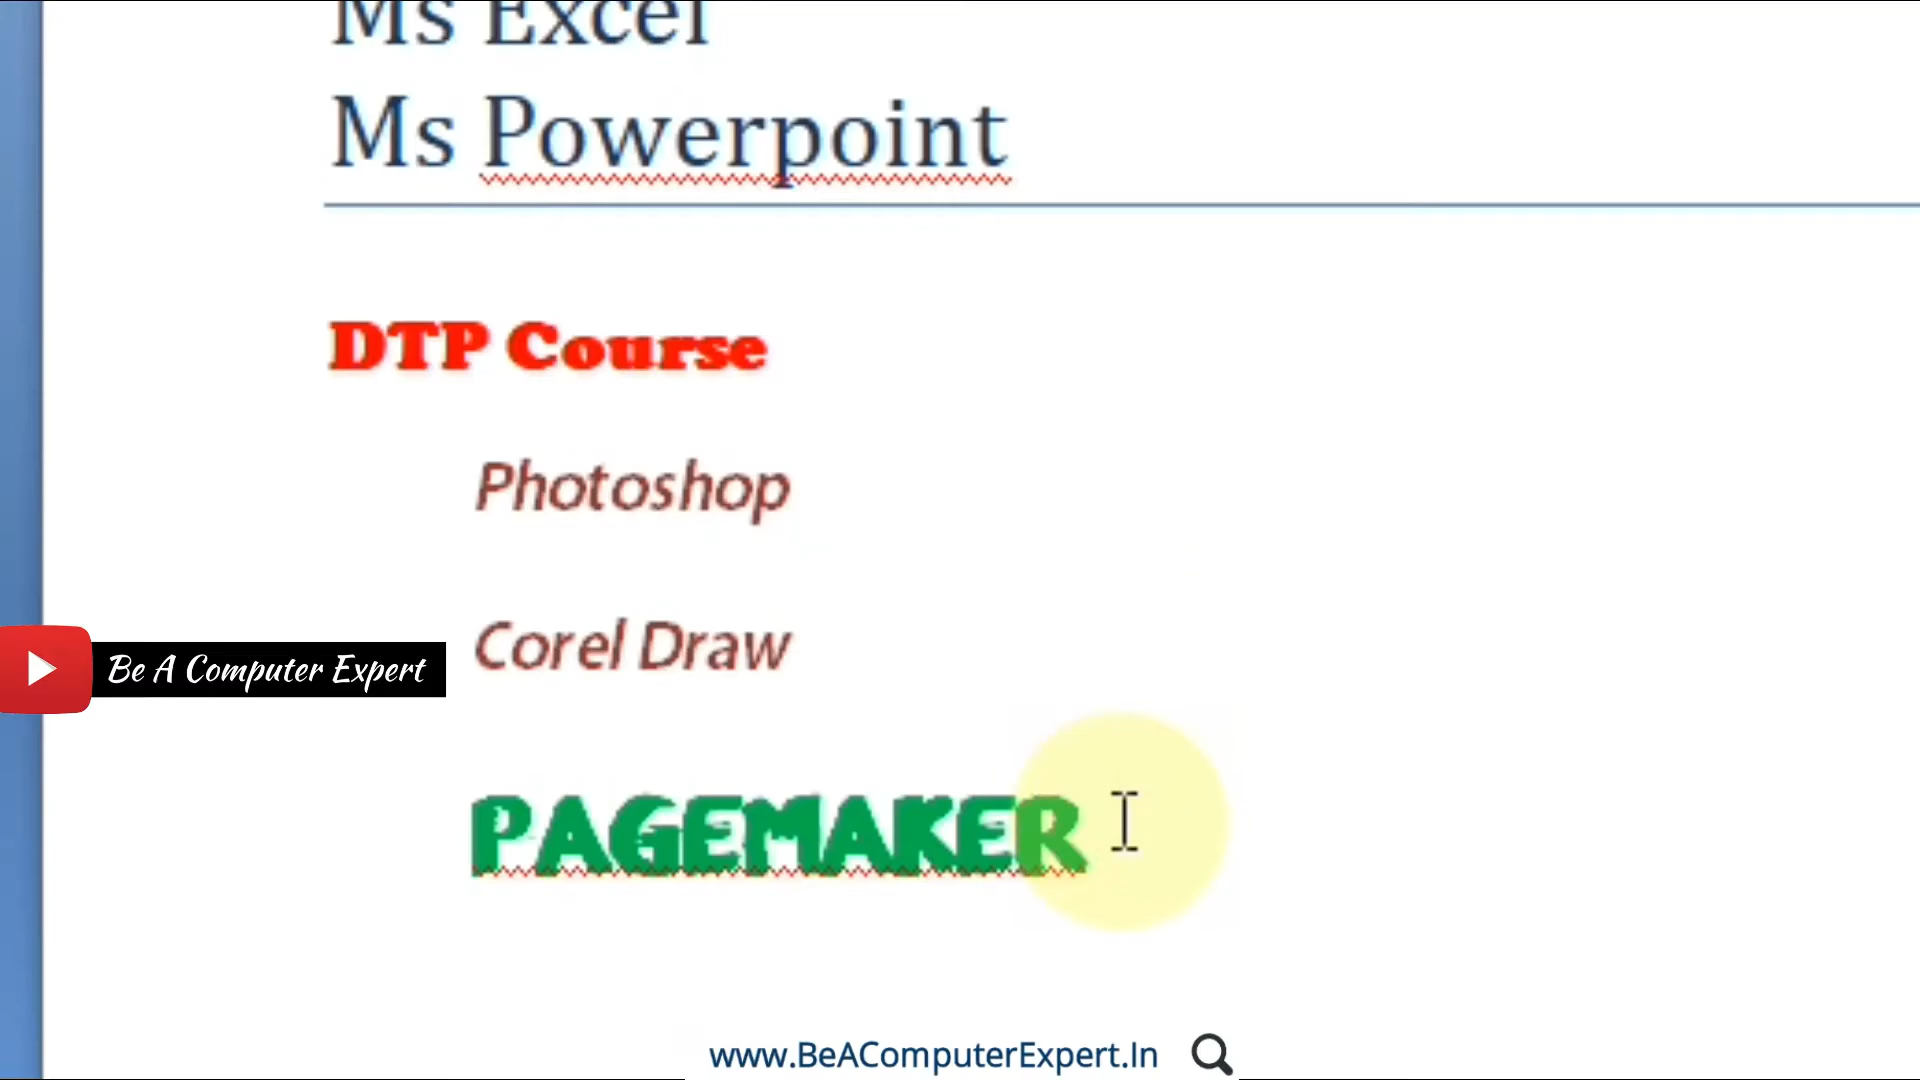 Ms Excel
Ms Powerpoint
DTP Course
Photoshop
Corel Draw
Be A Computer Expert
PAGEMAKER
www.BeAComputerExpert.In